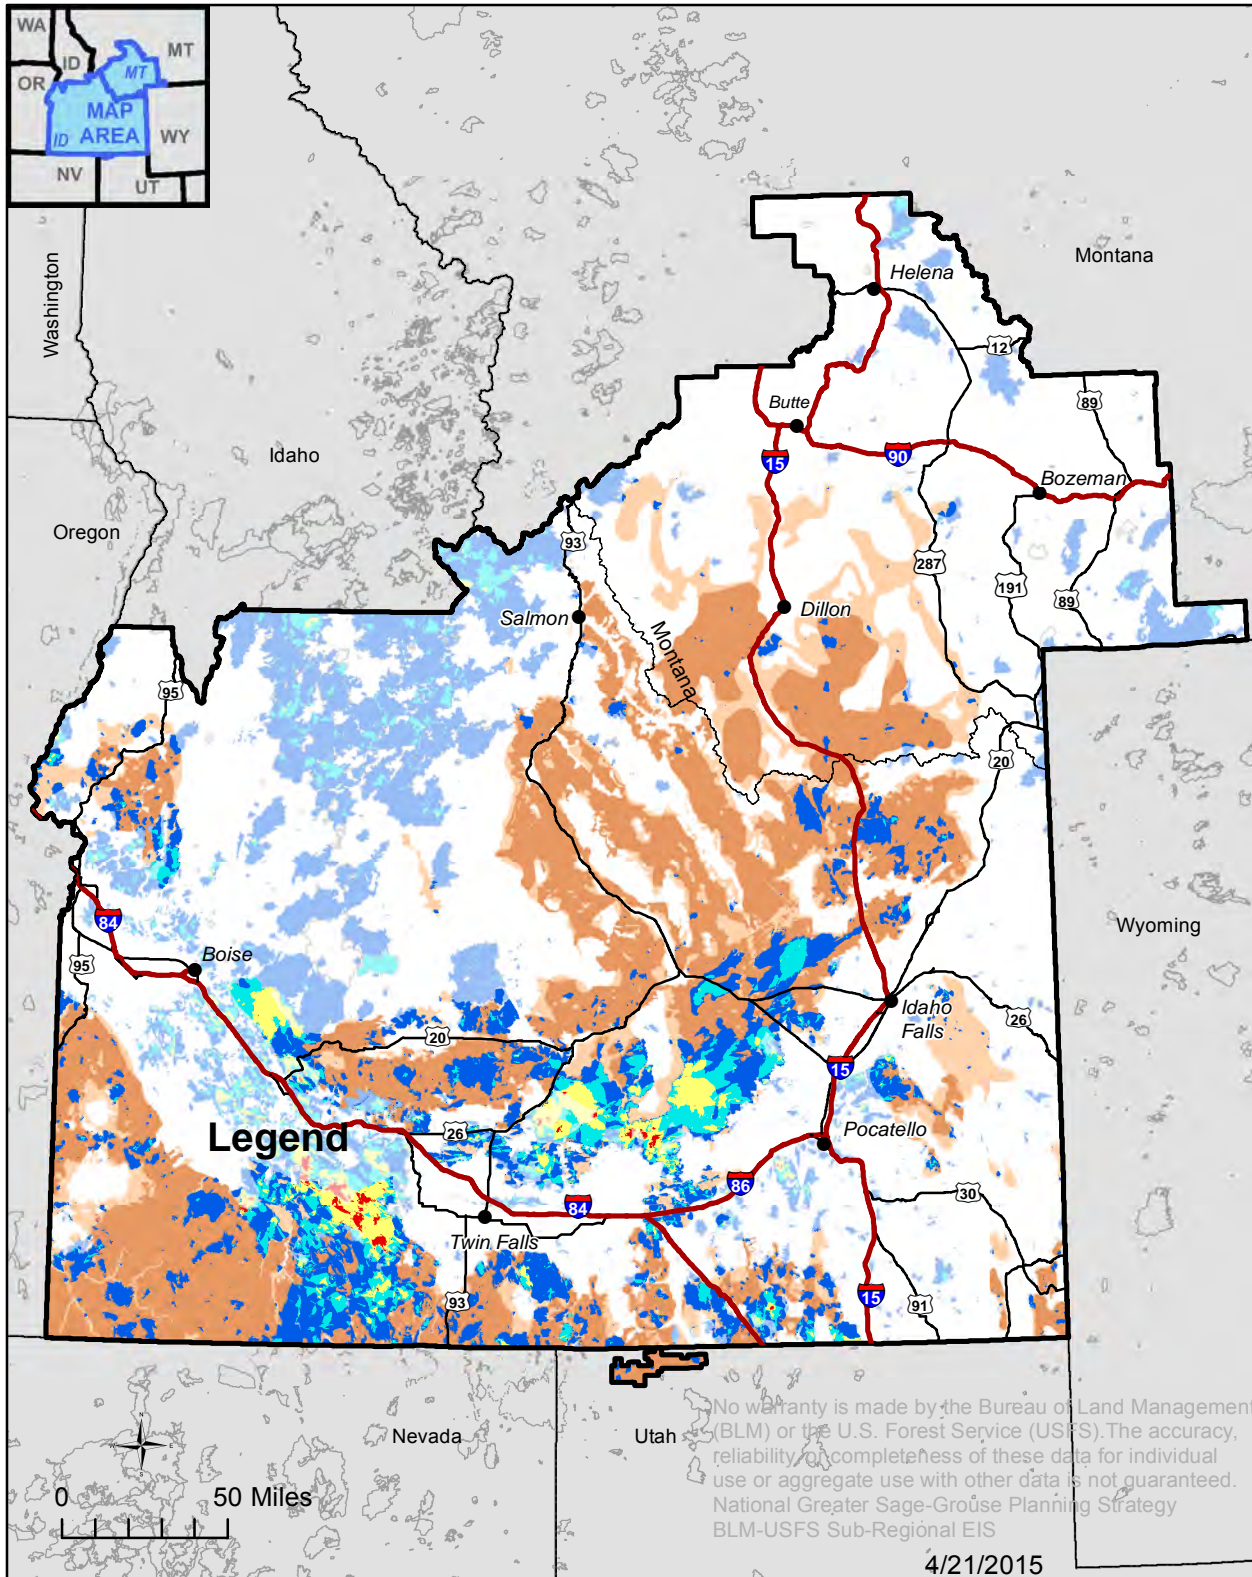 WA
MT
ID
MT
OR
MAP
AREA
ID
WY
NV
UT
Washington
Montana
Helena
12
Butte
89
Idaho
15
90
Bozeman
Oregon
93
287
191
89
Salmon
Dillon
Montana
95
20
84
Wyoming
95
Boise
Idaho
Falls
26
20
15
Legend
26
Pocatello
86
30
84
Twin Falls
93
15
91
Nevada
Utah
No warranty is made by the Bureau of Land Management
(BLM) or the U.S. Forest Service (USFS).The accuracy,
reliability, or completeness of these data for individual
use or aggregate use with other data is not guaranteed.
National Greater Sage-Grouse Planning Strategy
BLM-USFS Sub-Regional EIS
N
W
E
S
0
50 Miles
4/21/2015